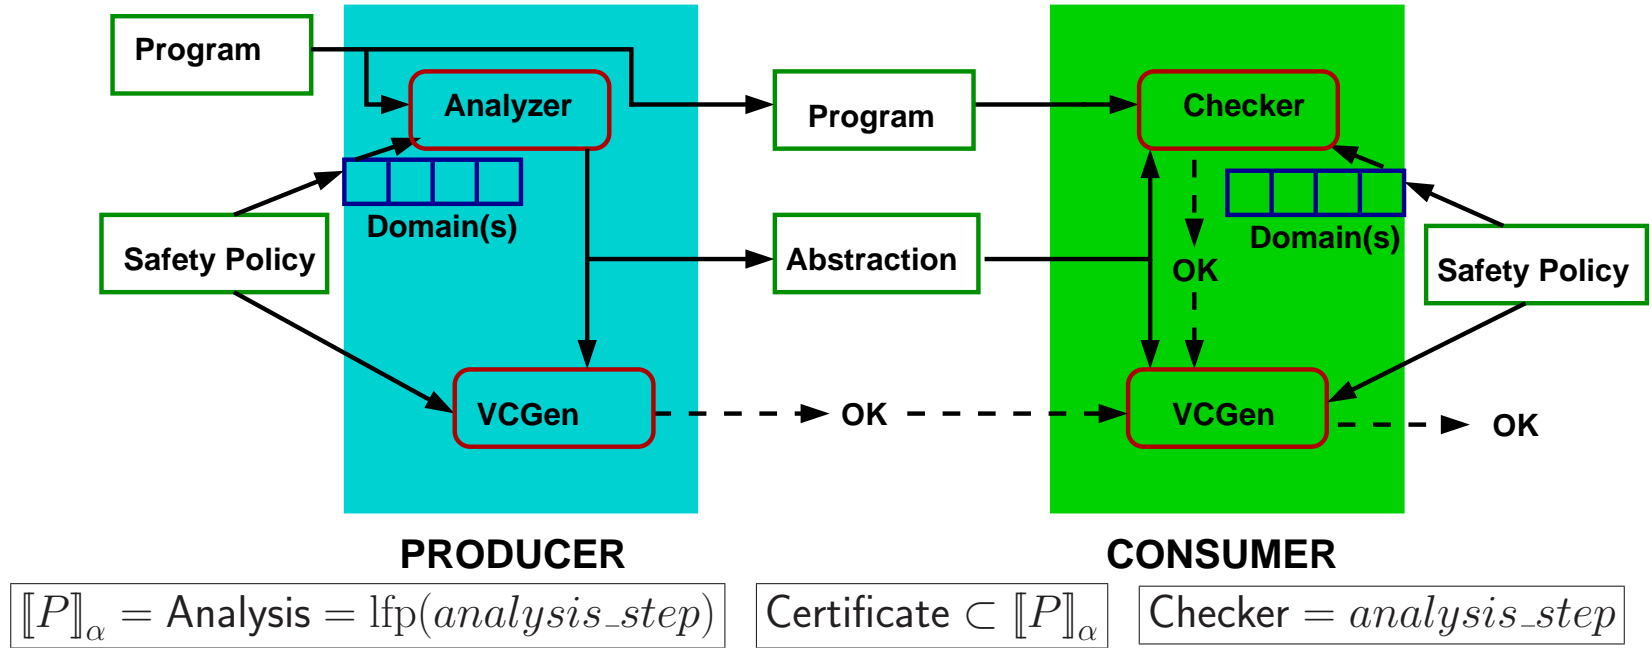 Program
Analyzer
Domain(s)
Safety Policy
VCGen
Program
Abstraction
OK
Checker
OK
Domain(s)
Safety Policy
VCGen
OK
PRODUCER
CONSUMER
⟦P⟧α = Analysis = lfp(analysis_step)
Certificate ⊂ ⟦P⟧α
Checker = analysis_step